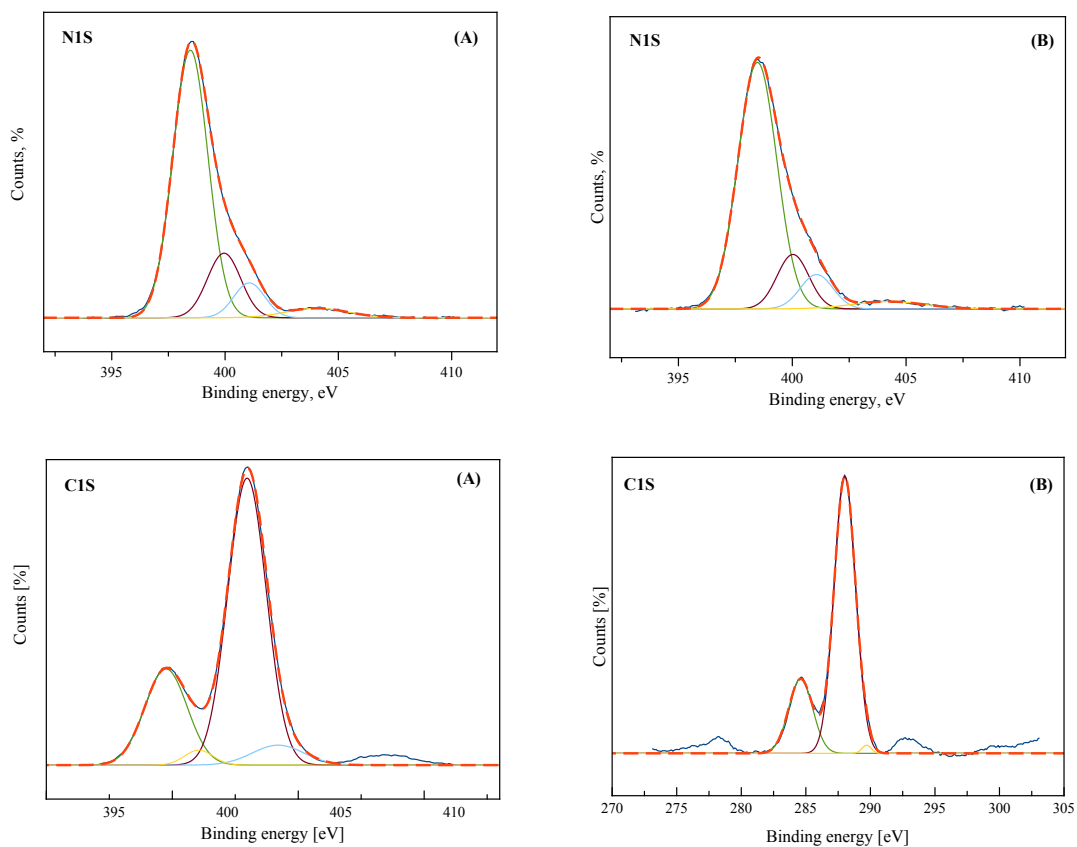 N1S
(A)
Counts, %
395 400 405 410
Binding energy, eV
N1S
(B)
Counts, %
395 400 405 410
Binding energy, eV
C1S
(A)
Counts [%]
395 400 405 410
Binding energy [eV]
C1S
(B)
Counts [%]
270 275 280 285 290 295 300 305
Binding energy [eV]